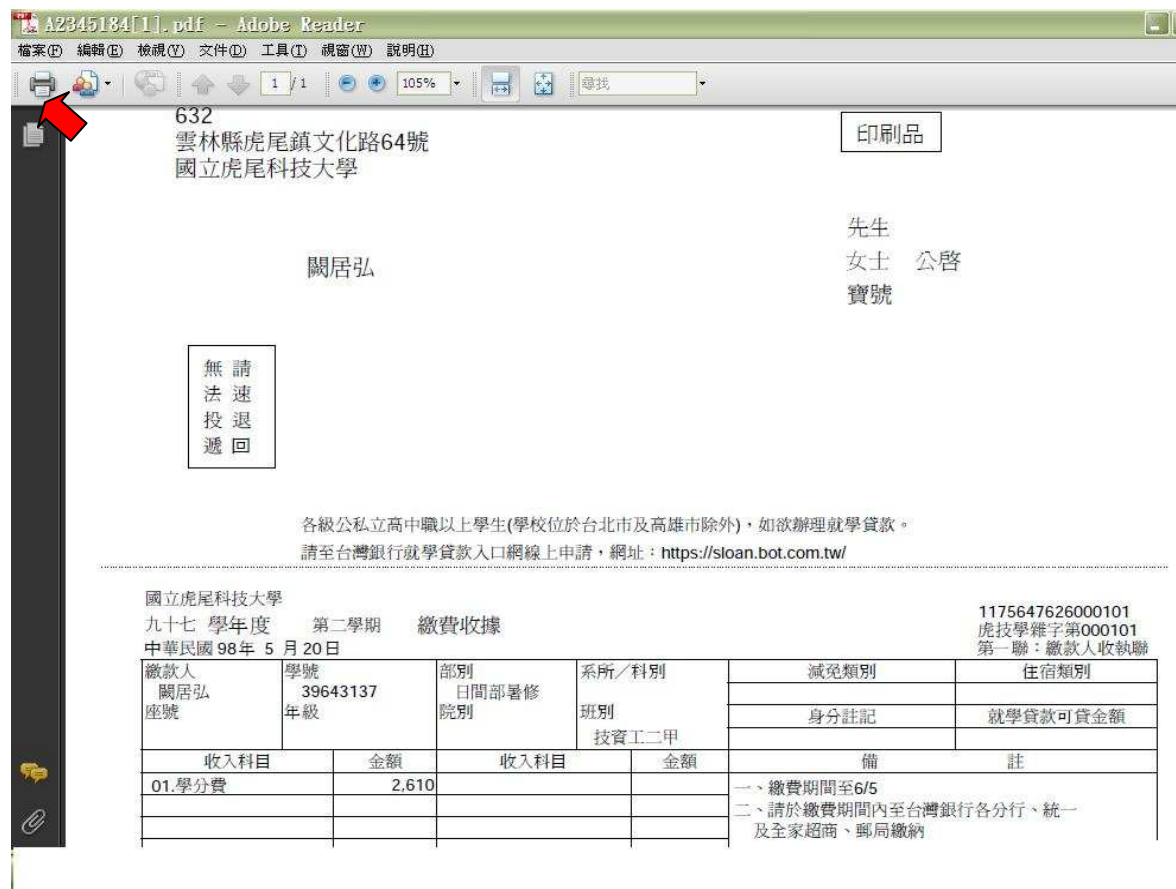 A2345184[1].pdf - Adobe Reader
檔案(F) 編輯(E) 檢視(V) 文件(D) 工具(T) 視窗(W) 說明(H)
1 / 1 105% 尋找
632
雲林縣虎尾鎮文化路64號
國立虎尾科技大學
印刷品
先生
女士 公啓
寶號
闕居弘
無 請
法 速
投 退
遞 回
各級公私立高中職以上學生(學校位於台北市及高雄市除外),如欲辦理就學貸款。
請至台灣銀行就學貸款入口網線上申請,網址:https://sloan.bot.com.tw/
國立虎尾科技大學
九十七 學年度 第二學期 繳費收據
中華民國 98 年 5 月 20 日
1175647626000101
虎技學雜字第000101
第一聯:繳款人收執聯
繳款人 學號 部別 系所/科別 減免類別 住宿類別
闕居弘 39643137 日間部暑修
座號 年級 院別 班別 身分註記 就學貸款可貸金額
技資工二甲
收入科目 金額 收入科目 金額 備 註
01.學分費 2,610
一、繳費期間至6/5
二、請於繳費期間內至台灣銀行各分行、統一
及全家超商、郵局繳納